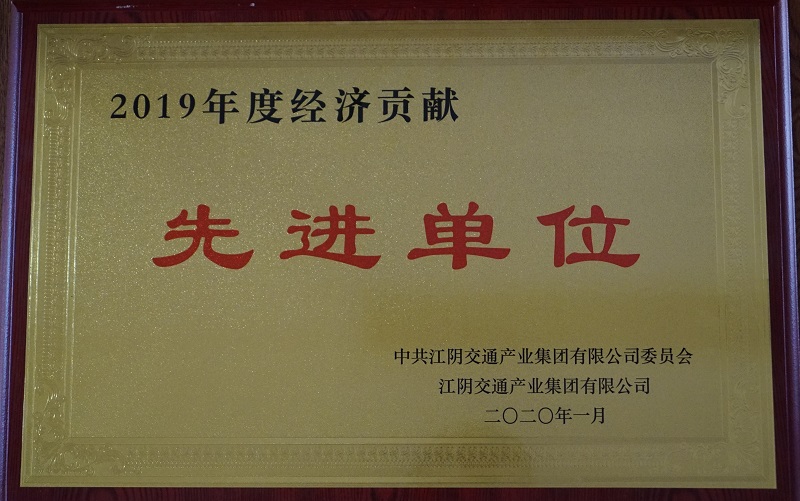 2019年度经济贡献
先进单位
中共江阴交通产业集团有限公司委员会
江阴交通产业集团有限公司
二〇二〇年一月